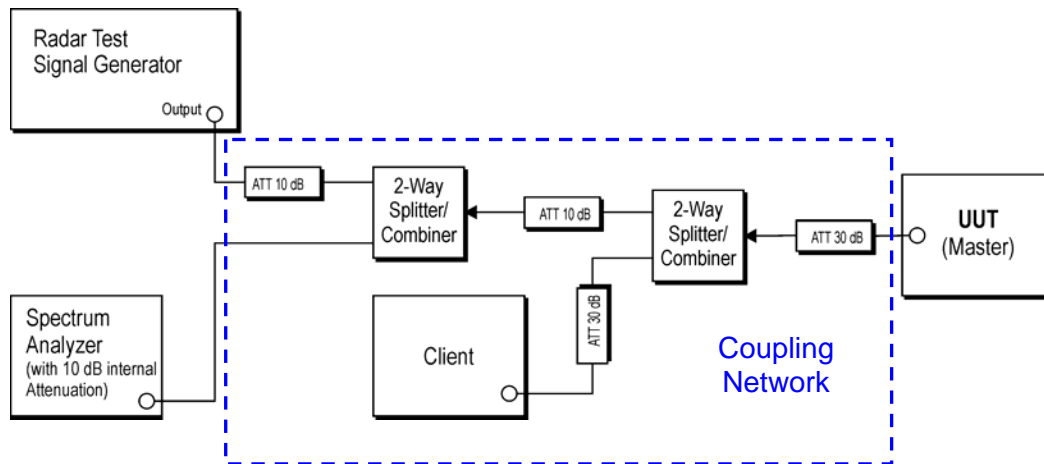 Radar Test
Signal Generator
Output
ATT 10 dB
2-Way
Splitter/
Combiner
ATT 10 dB
2-Way
Splitter/
Combiner
ATT 30 dB
UUT
(Master)
Spectrum
Analyzer
(with 10 dB internal
Attenuation)
Client
ATT 30 dB
Coupling
Network